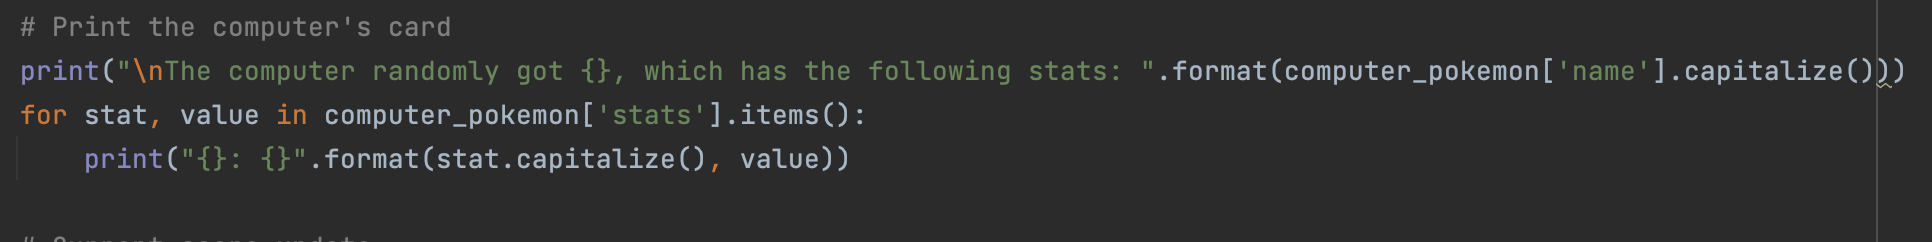 # Print the computer's card
print("\nThe computer randomly got {}, which has the following stats: ".format(computer_pokemon['name'].capitalize()))
for stat, value in computer_pokemon['stats'].items():
    print("{}: {}".format(stat.capitalize(), value))